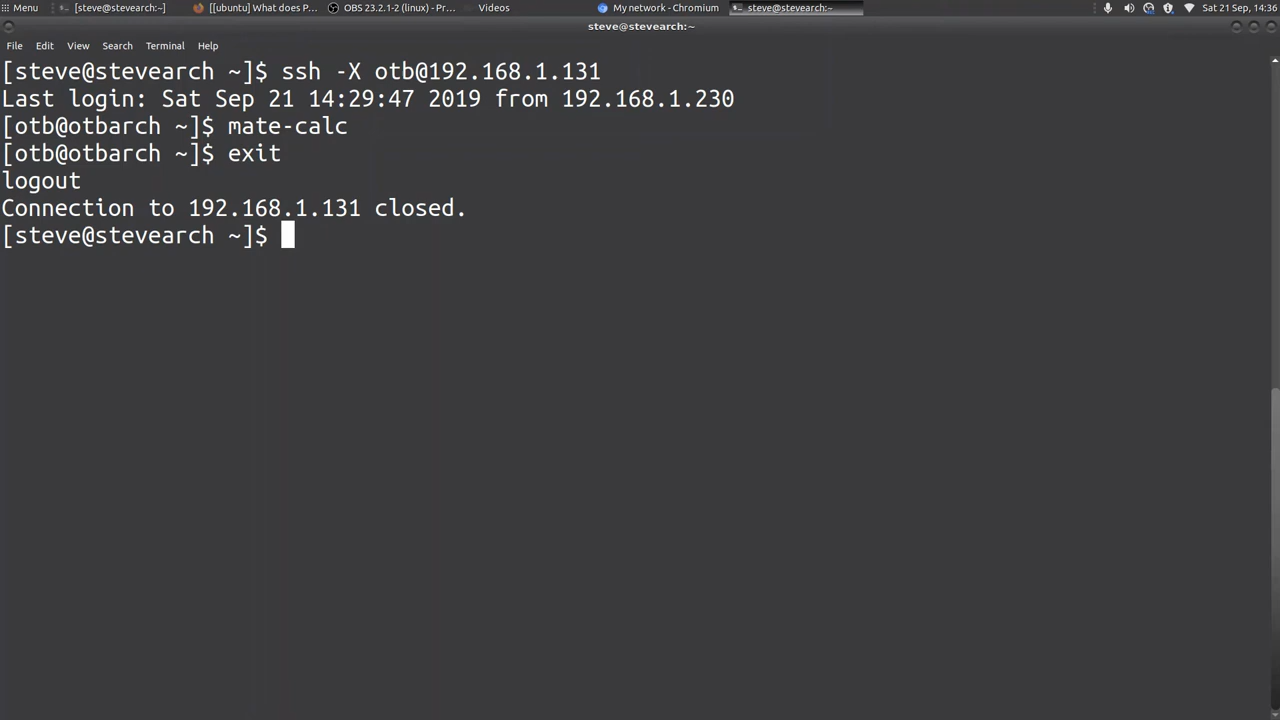 Menu [steve@stevearch:~] [[ubuntu] What does P... OBS 23.2.1-2 (linux) - Pr... Videos My network - Chromium steve@stevearch:~ Sat 21 Sep, 14:36
steve@stevearch:~
File Edit View Search Terminal Help
[steve@stevearch ~]$ ssh -X otb@192.168.1.131
Last login: Sat Sep 21 14:29:47 2019 from 192.168.1.230
[otb@otbarch ~]$ mate-calc
[otb@otbarch ~]$ exit
logout
Connection to 192.168.1.131 closed.
[steve@stevearch ~]$